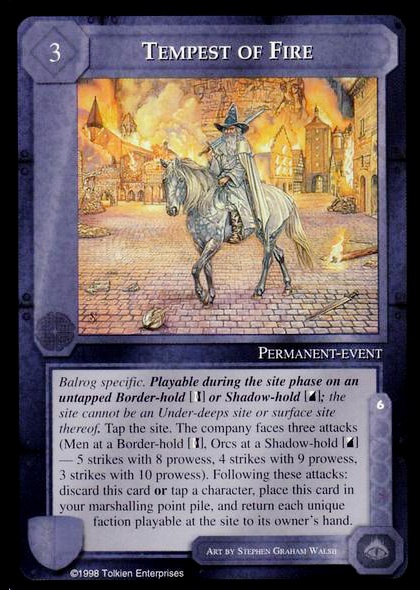 3
TEMPEST OF FIRE
PERMANENT-EVENT
Balrog specific. Playable during the site phase on an
untapped Border-hold [] or Shadow-hold []; the
site cannot be an Under-deeps site or surface site
thereof. Tap the site. The company faces three attacks
(Men at a Border-hold [], Orcs at a Shadow-hold []
— 5 strikes with 8 prowess, 4 strikes with 9 prowess,
3 strikes with 10 prowess). Following these attacks:
discard this card or tap a character, place this card in
your marshalling point pile, and return each unique
faction playable at the site to its owner's hand.
6
ART BY STEPHEN GRAHAM WALSH
©1998 Tolkien Enterprises